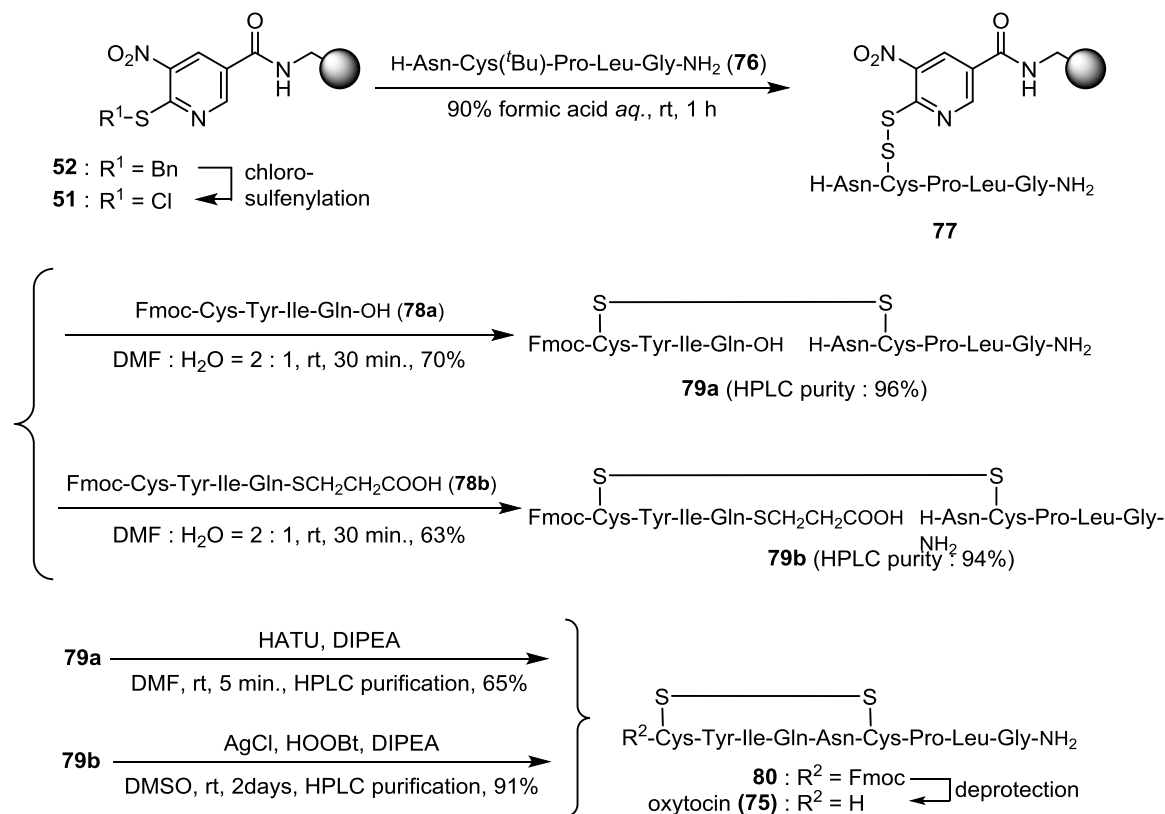 O
O₂N
N
H
R¹-S
N
52 : R¹ = Bn
51 : R¹ = Cl
chloro-
sulfenylation
H-Asn-Cys(ᵗBu)-Pro-Leu-Gly-NH₂ (76)
90% formic acid aq., rt, 1 h
O
NO₂
N
H
S
N
S
H-Asn-Cys-Pro-Leu-Gly-NH₂
77
Fmoc-Cys-Tyr-Ile-Gln-OH (78a)
DMF : H₂O = 2 : 1, rt, 30 min., 70%
S S
Fmoc-Cys-Tyr-Ile-Gln-OH H-Asn-Cys-Pro-Leu-Gly-NH₂
79a (HPLC purity : 96%)
Fmoc-Cys-Tyr-Ile-Gln-SCH₂CH₂COOH (78b)
DMF : H₂O = 2 : 1, rt, 30 min., 63%
S S
Fmoc-Cys-Tyr-Ile-Gln-SCH₂CH₂COOH H-Asn-Cys-Pro-Leu-Gly-
NH₂
79b (HPLC purity : 94%)
79a
HATU, DIPEA
DMF, rt, 5 min., HPLC purification, 65%
79b
AgCl, HOOBt, DIPEA
DMSO, rt, 2days, HPLC purification, 91%
S S
R²-Cys-Tyr-Ile-Gln-Asn-Cys-Pro-Leu-Gly-NH₂
80 : R² = Fmoc
oxytocin (75) : R² = H
deprotection